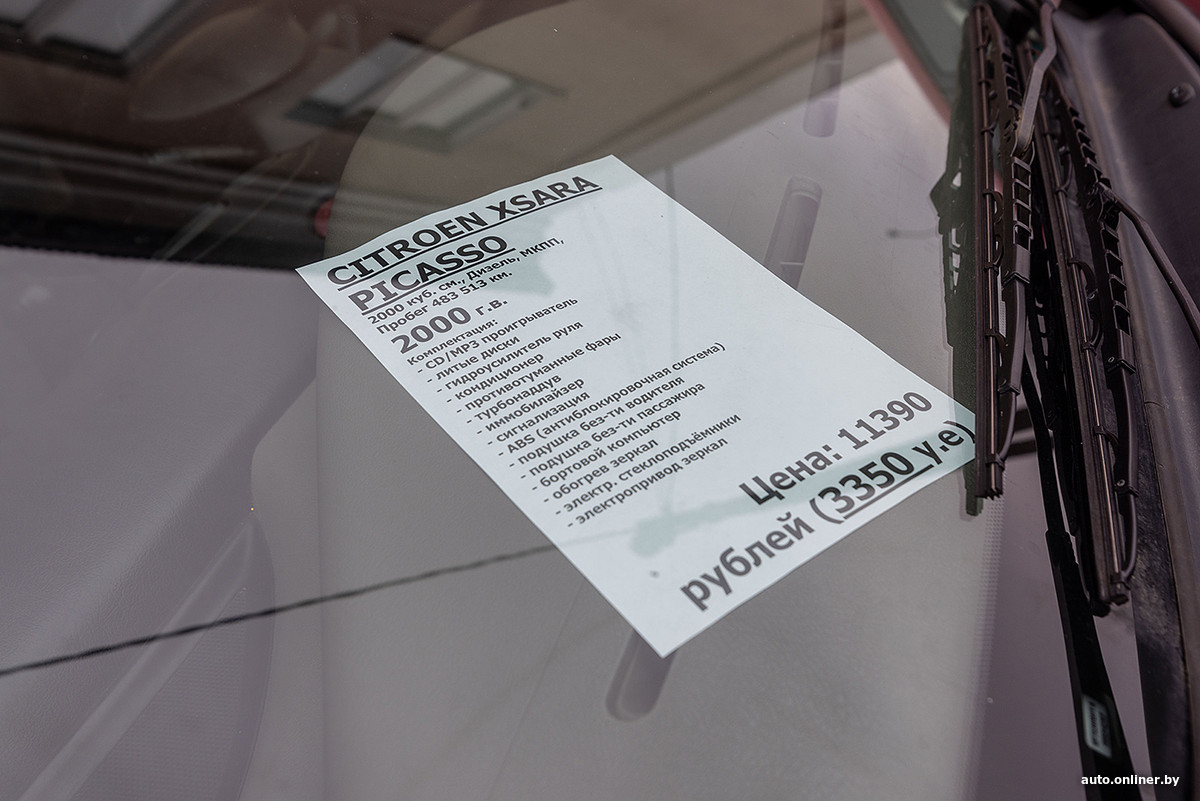 CITROEN XSARA
PICASSO
2000 куб. см., Дизель, МКПП,
Пробег 483 513 км.
2000 г.в.
Комплектация:
- CD/MP3 проигрыватель
- литые диски
- гидроусилитель руля
- кондиционер
- противотуманные фары
- турбонаддув
- иммобилайзер
- сигнализация
- ABS (антиблокировочная система)
- подушка без-ти водителя
- подушка без-ти пассажира
- бортовой компьютер
- обогрев зеркал
- электр. стеклоподъёмники
- электропривод зеркал
Цена: 11390
рублей (3350 у.е)
auto.onliner.by